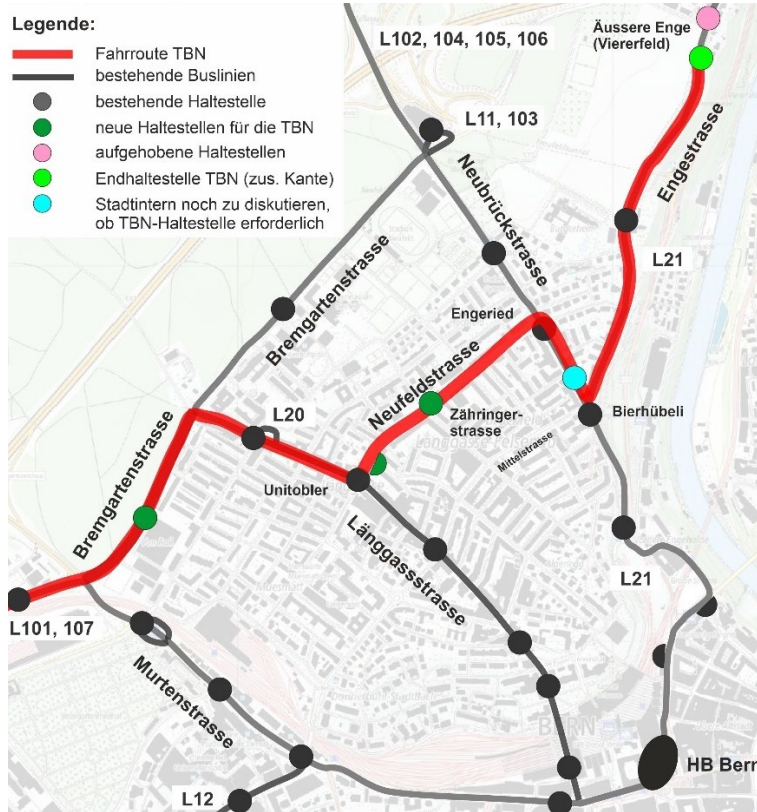 Legende:
Fahrroute TBN
bestehende Buslinien
bestehende Haltestelle
neue Haltestellen für die TBN
aufgehobene Haltestellen
Endhaltestelle TBN (zus. Kante)
Stadtintern noch zu diskutieren,
ob TBN-Haltestelle erforderlich
L102, 104, 105, 106
Äussere Enge
(Viererfeld)
L11, 103
Neubrückstrasse
Engestrasse
L21
Bremgartenstrasse
Engeried
Neufeldstrasse
L20
Zähringer-
strasse
Bierhübeli
Mittelstrasse
Unitobler
Bremgartenstrasse
Länggassstrasse
L21
L101, 107
Murtenstrasse
BERN
HB Bern
L12